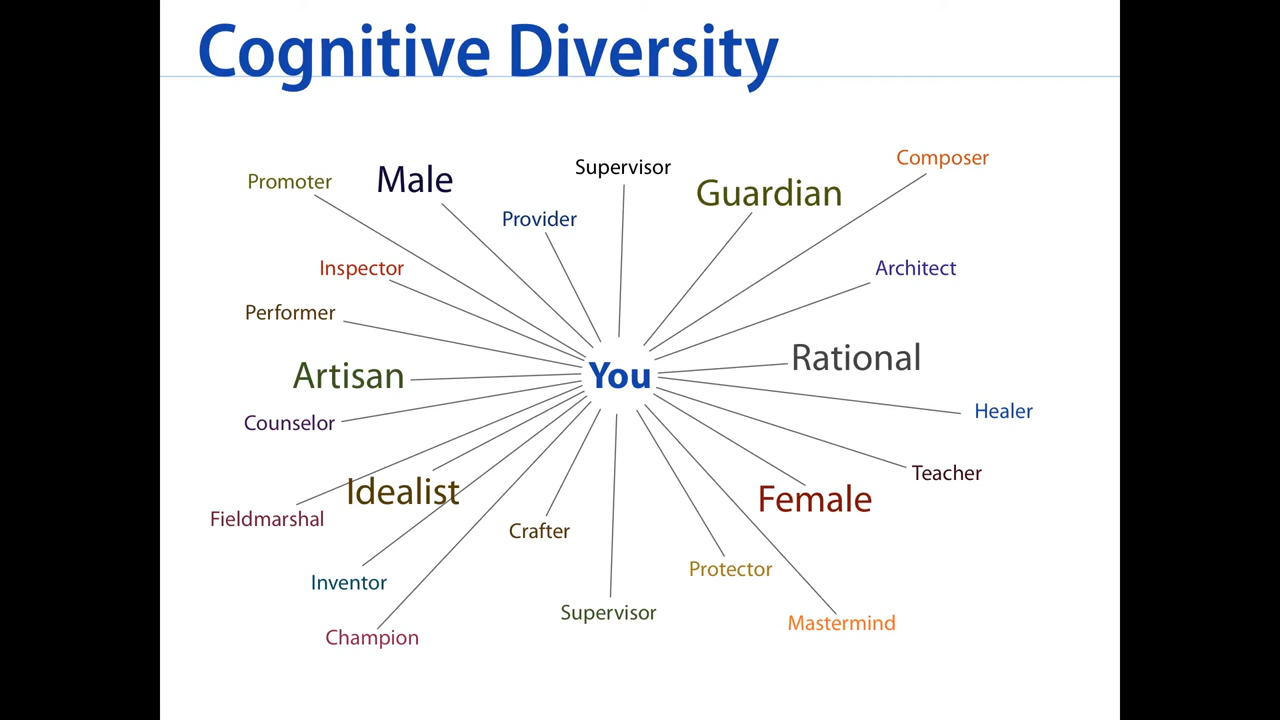 Cognitive Diversity
Composer
Supervisor
Promoter
Male
Guardian
Provider
Inspector
Architect
Performer
Rational
Artisan
You
Healer
Counselor
Teacher
Idealist
Female
Fieldmarshal
Crafter
Protector
Inventor
Supervisor
Mastermind
Champion